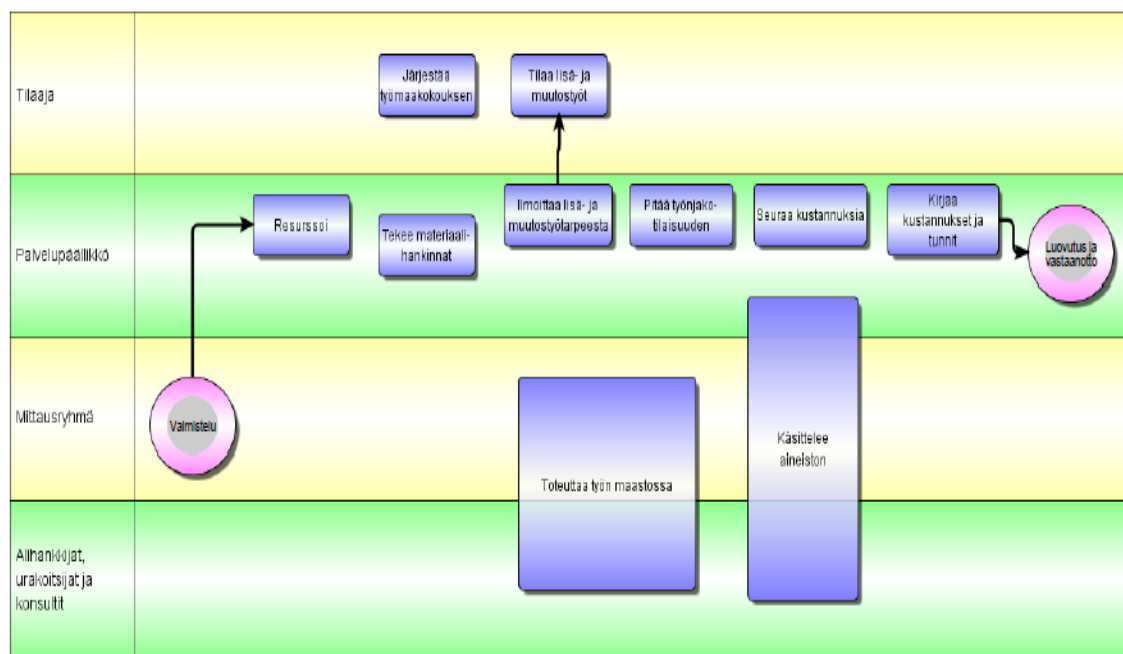 Tilaaja
Järjestää
työmaakokouksen
Tilaa lisä- ja
muutostyöt
Palvelupäällikkö
Resurssoi
Tekee materiaali-
hankinnat
Ilmoittaa lisä- ja
muutostyötarpeesta
Pitää työnjako-
tilaisuuden
Seuraa kustannuksia
Kirjaa
kustannukset ja
tunnit
Luovutus ja
vastaanotto
Mittausryhmä
Valmistelu
Toteuttaa työn maastossa
Käsittelee
aineiston
Alihankkijat,
urakoitsijat ja
konsultit